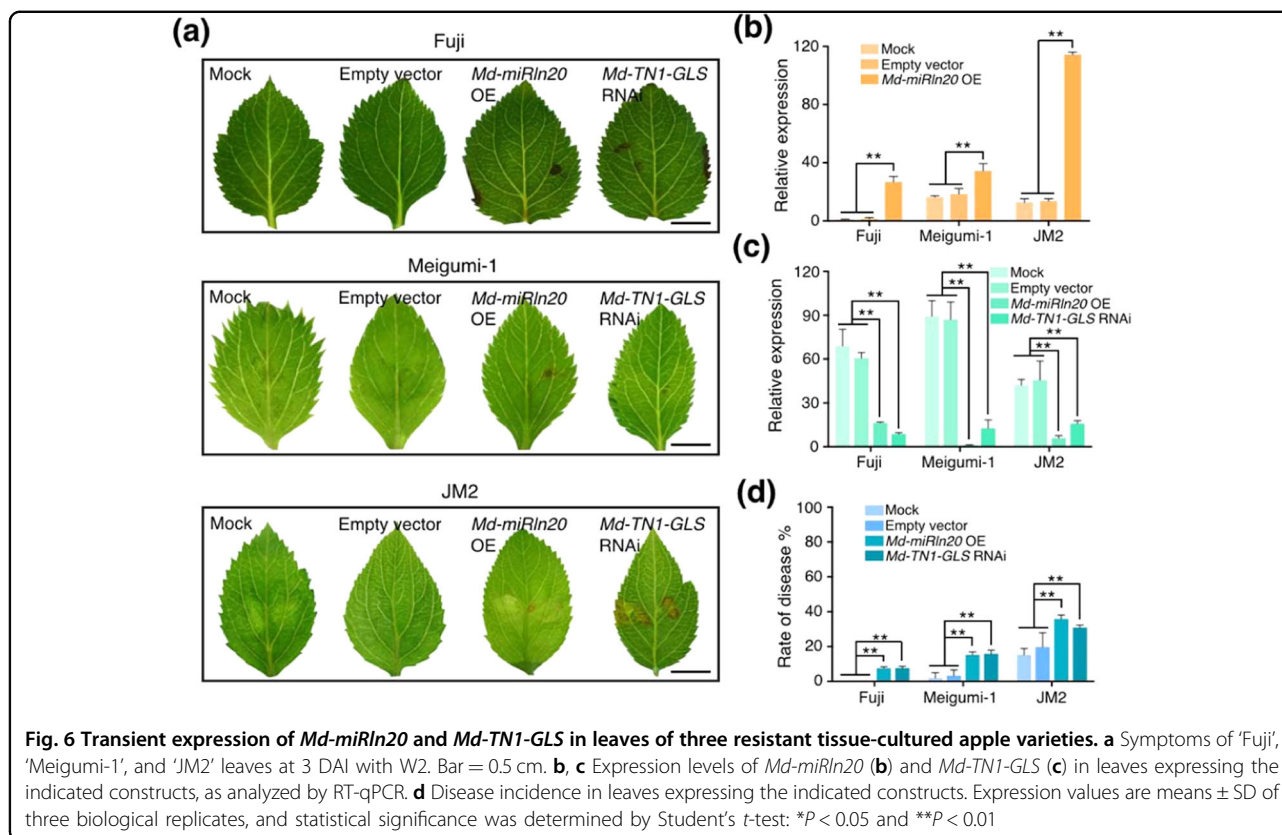 (a)
Fuji
Mock Empty vector Md-miRln20 Md-TN1-GLS
OE RNAi
Meigumi-1
Mock Empty vector Md-miRln20 Md-TN1-GLS
OE RNAi
JM2
Mock Empty vector Md-miRln20 Md-TN1-GLS
OE RNAi
(b)
Relative expression
120
80
40
0
Mock
Empty vector
Md-miRln20 OE
**
**
**
Fuji Meigumi-1 JM2
(c)
Relative expression
120
90
60
30
0
Mock
Empty vector
Md-miRln20 OE
Md-TN1-GLS RNAi
**
**
**
**
**
**
Fuji Meigumi-1 JM2
(d)
Rate of disease %
100
80
60
40
20
0
Mock
Empty vector
Md-miRln20 OE
Md-TN1-GLS RNAi
**
**
**
**
**
**
Fuji Meigumi-1 JM2
Fig. 6 Transient expression of Md-miRln20 and Md-TN1-GLS in leaves of three resistant tissue-cultured apple varieties. a Symptoms of ‘Fuji’,
‘Meigumi-1’, and ‘JM2’ leaves at 3 DAI with W2. Bar = 0.5 cm. b, c Expression levels of Md-miRln20 (b) and Md-TN1-GLS (c) in leaves expressing the
indicated constructs, as analyzed by RT-qPCR. d Disease incidence in leaves expressing the indicated constructs. Expression values are means ± SD of
three biological replicates, and statistical significance was determined by Student’s t-test: *P < 0.05 and **P < 0.01